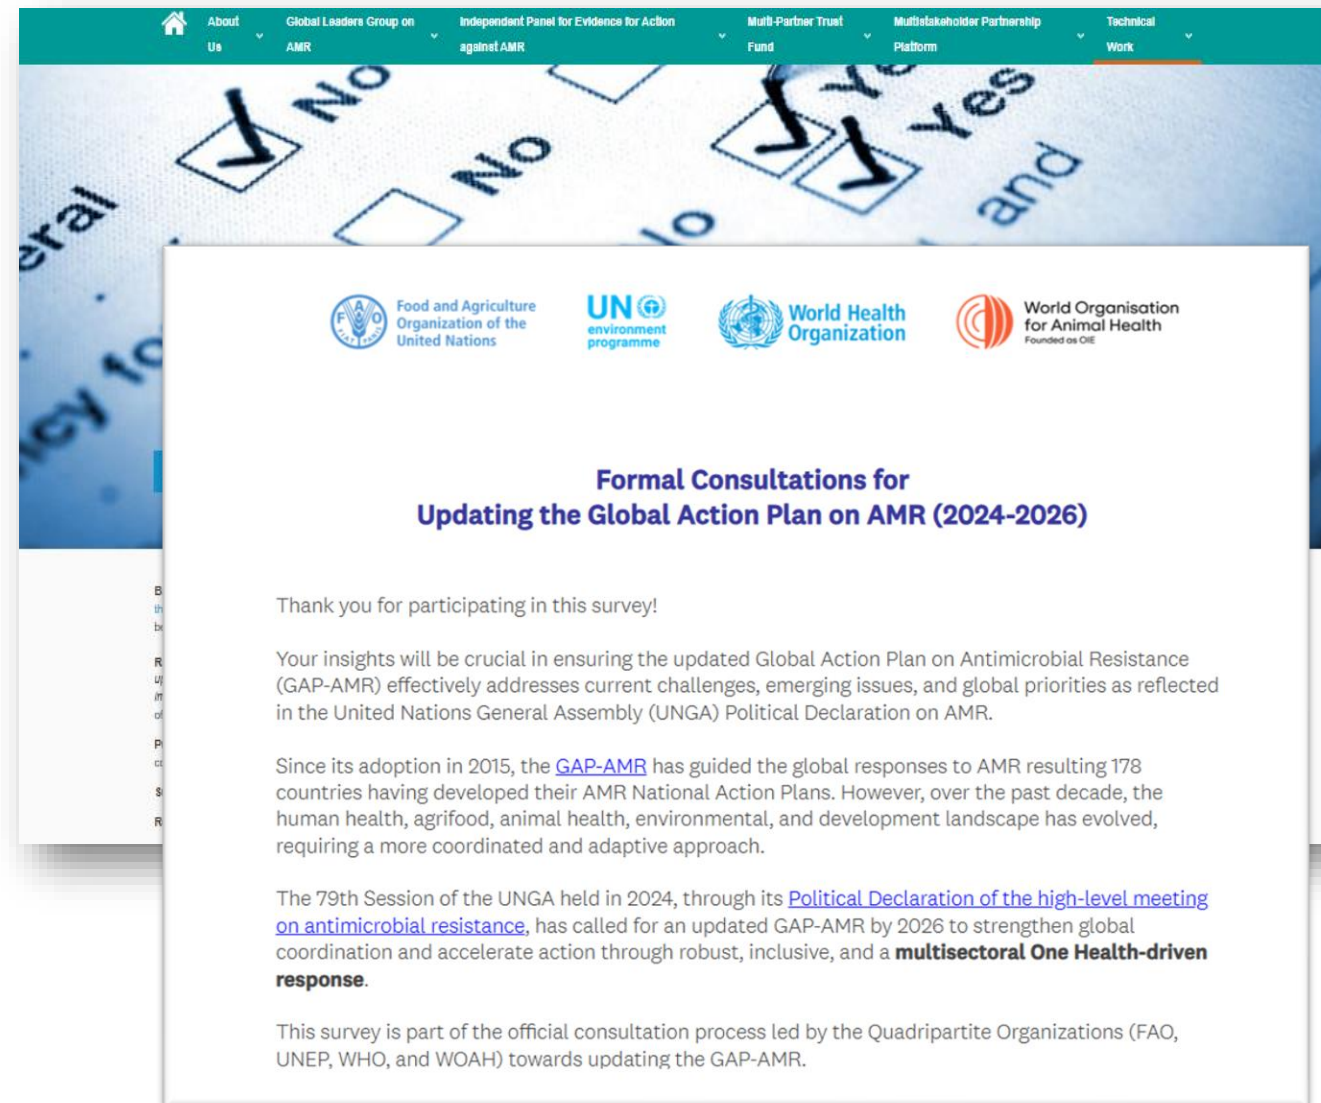 About
Us
Global Leaders Group on
AMR
Independent Panel for Evidence for Action
against AMR
Multi-Partner Trust
Fund
Multistakeholder Partnership
Platform
Technical
Work
No
No
Yes
Yes
and
Food and Agriculture
Organization of the
United Nations
UN
environment
programme
World Health
Organization
World Organisation
for Animal Health
Founded as OIE
Formal Consultations for
Updating the Global Action Plan on AMR (2024-2026)
Thank you for participating in this survey!
Your insights will be crucial in ensuring the updated Global Action Plan on Antimicrobial Resistance
(GAP-AMR) effectively addresses current challenges, emerging issues, and global priorities as reflected
in the United Nations General Assembly (UNGA) Political Declaration on AMR.
Since its adoption in 2015, the GAP-AMR has guided the global responses to AMR resulting 178
countries having developed their AMR National Action Plans. However, over the past decade, the
human health, agrifood, animal health, environmental, and development landscape has evolved,
requiring a more coordinated and adaptive approach.
The 79th Session of the UNGA held in 2024, through its Political Declaration of the high-level meeting
on antimicrobial resistance, has called for an updated GAP-AMR by 2026 to strengthen global
coordination and accelerate action through robust, inclusive, and a multisectoral One Health-driven
response.
This survey is part of the official consultation process led by the Quadripartite Organizations (FAO,
UNEP, WHO, and WOAH) towards updating the GAP-AMR.